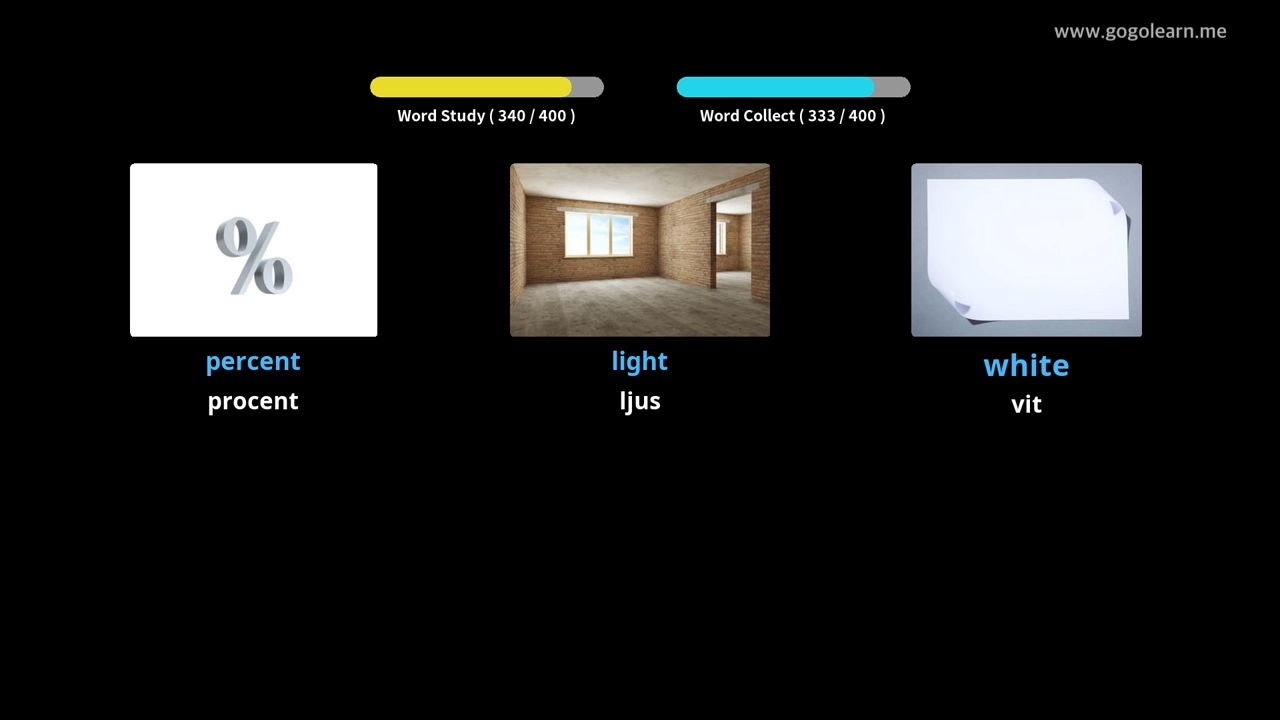 www.gogolearn.me
Word Study ( 340 / 400 )
Word Collect ( 333 / 400 )
%
percent
procent
light
ljus
white
vit